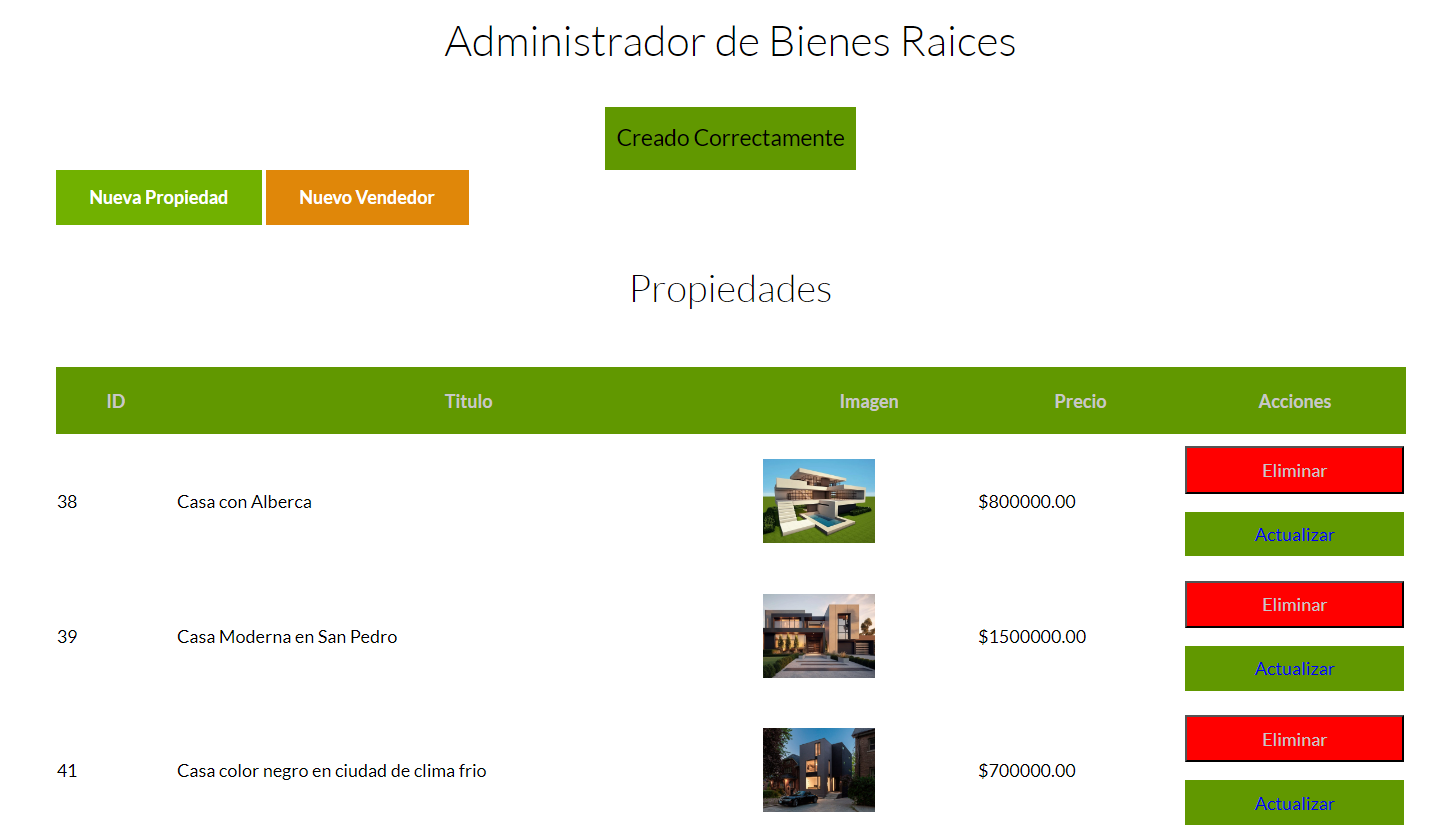 Administrador de Bienes Raices
Creado Correctamente
Nueva Propiedad Nuevo Vendedor
Propiedades
ID Titulo Imagen Precio Acciones
38 Casa con Alberca $800000.00 Eliminar
Actualizar
39 Casa Moderna en San Pedro $1500000.00 Eliminar
Actualizar
41 Casa color negro en ciudad de clima frio $700000.00 Eliminar
Actualizar